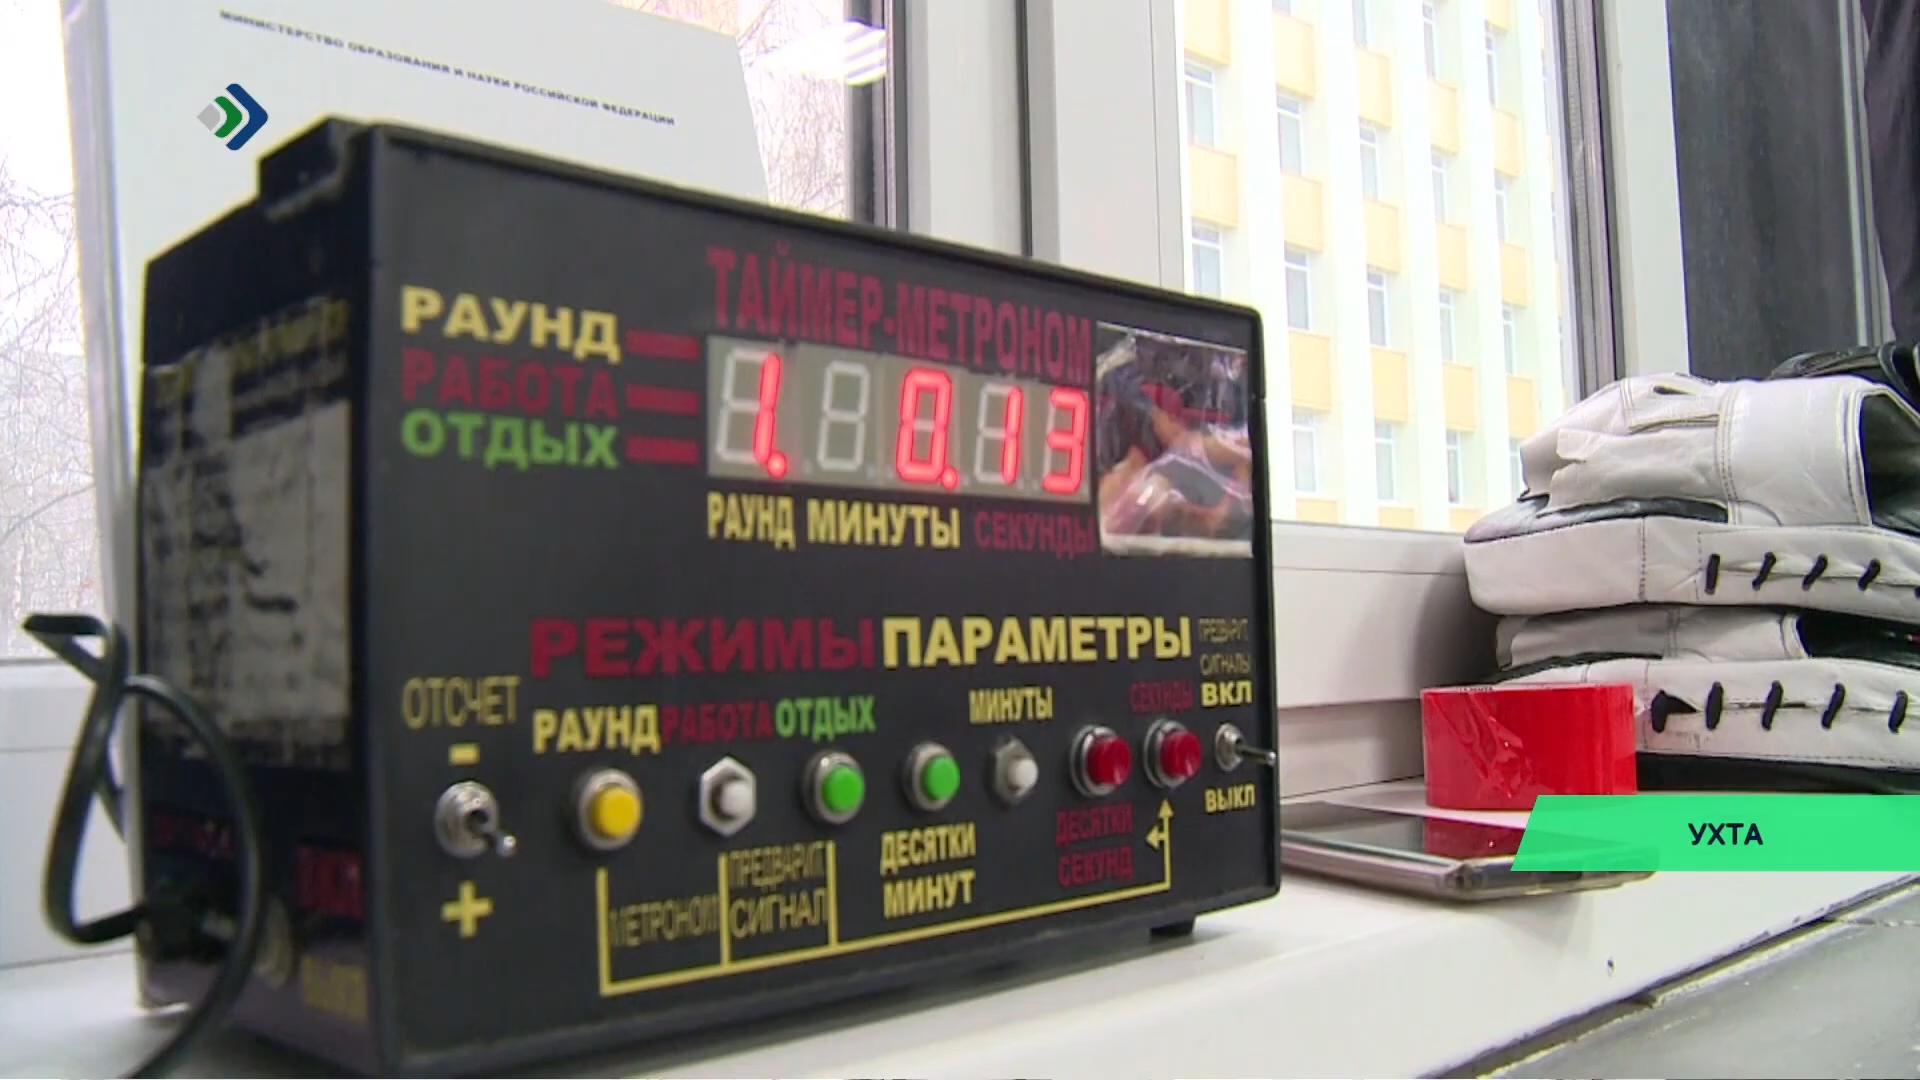 МИНИСТЕРСТВО ОБРАЗОВАНИЯ И НАУКИ РОССИЙСКОЙ ФЕДЕРАЦИИ
ТАЙМЕР-МЕТРОНОМ
РАУНД
РАБОТА
ОТДЫХ
1. 0.13
РАУНД МИНУТЫ СЕКУНДЫ
РЕЖИМЫ ПАРАМЕТРЫ
ПРЕДВАРИТ.
СИГНАЛЫ
ВКЛ
ОТСЧЕТ
-
РАУНД РАБОТА ОТДЫХ
МИНУТЫ
СЕКУНДЫ
ВЫКЛ
+
МЕТРОНОМ
ПРЕДВАРИТ.
СИГНАЛ
ДЕСЯТКИ
МИНУТ
ДЕСЯТКИ
СЕКУНД
УХТА